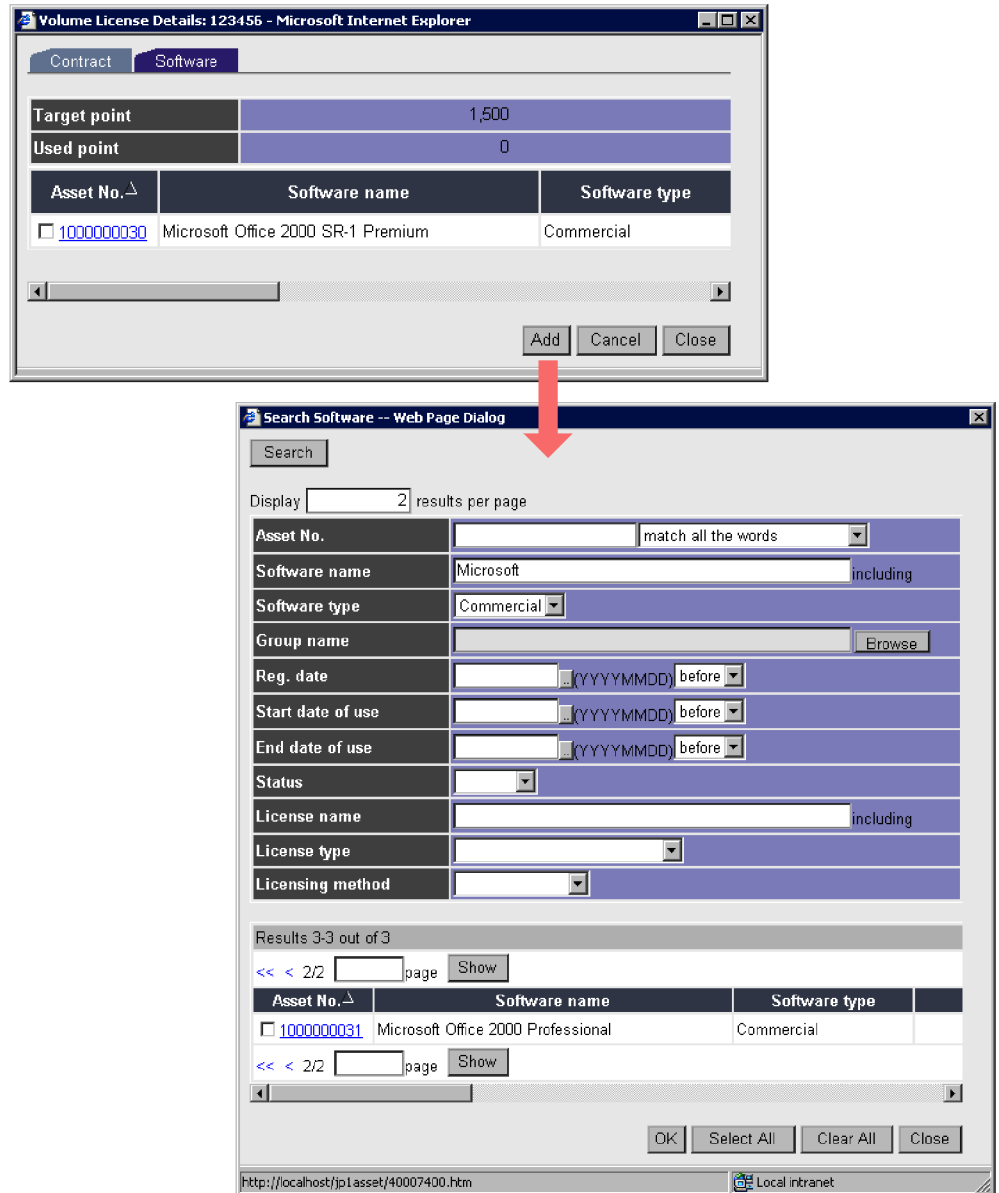 Volume License Details: 123456 - Microsoft Internet Explorer
Contract Software
Target point 1,500
Used point 0
Asset No. Software name Software type
1000000030 Microsoft Office 2000 SR-1 Premium Commercial
Add Cancel Close
Search Software -- Web Page Dialog
Search
Display 2 results per page
Asset No. match all the words
Software name Microsoft including
Software type Commercial
Group name Browse
Reg. date .. (YYYYMMDD) before
Start date of use .. (YYYYMMDD) before
End date of use .. (YYYYMMDD) before
Status
License name including
License type
Licensing method
Results 3-3 out of 3
<< < 2/2 page Show
Asset No. Software name Software type
1000000031 Microsoft Office 2000 Professional Commercial
<< < 2/2 page Show
OK Select All Clear All Close
http://localhost/jp1asset/40007400.htm Local intranet